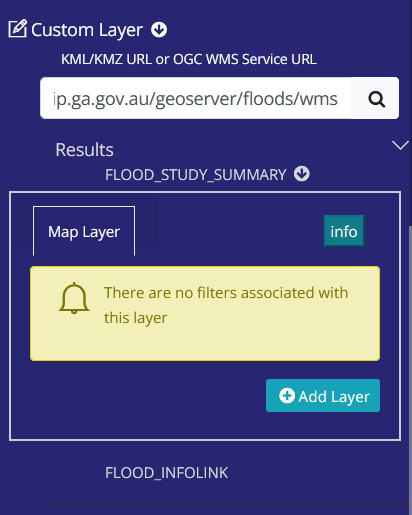 Custom Layer
KML/KMZ URL or OGC WMS Service URL
ip.ga.gov.au/geoserver/floods/wms
Results
FLOOD_STUDY_SUMMARY
Map Layer
info
There are no filters associated with
this layer
Add Layer
FLOOD_INFOLINK